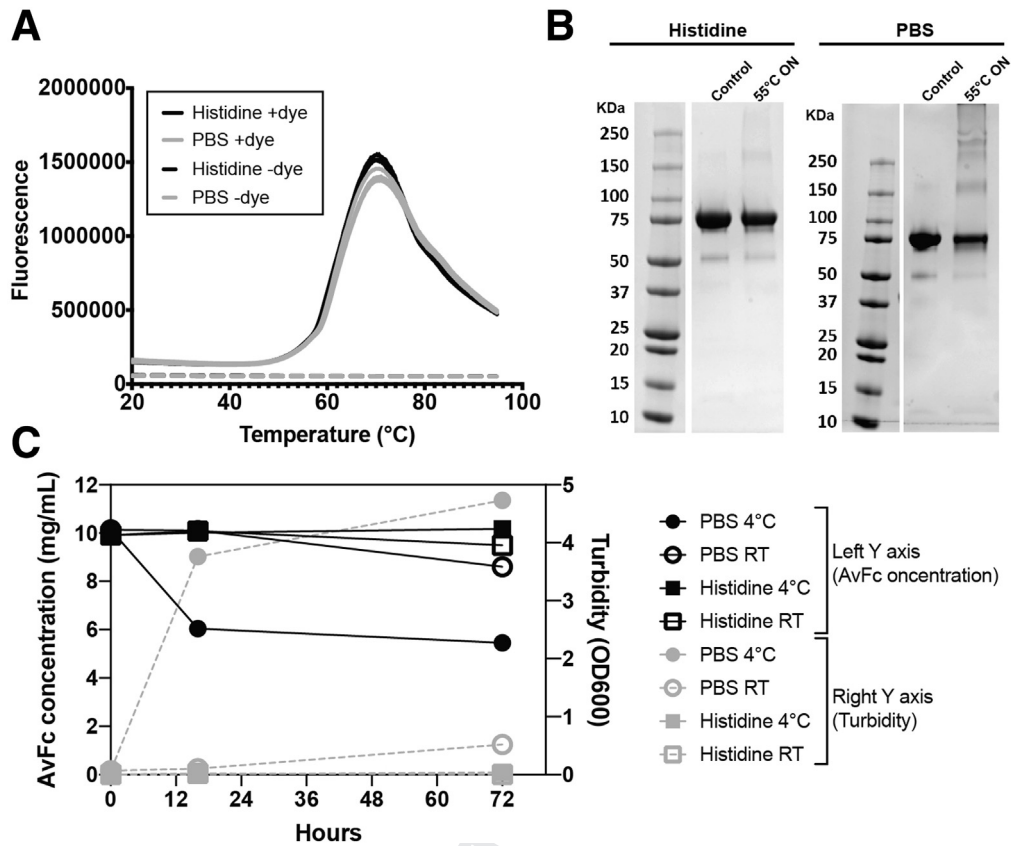 A
2000000
1500000
1000000
500000
0
Fluorescence
Histidine +dye
PBS +dye
Histidine -dye
PBS -dye
20
60
100
Temperature (°C)
B
Histidine
PBS
Control
55°C ON
Control
55°C ON
KDa
250
150
100
75
50
37
25
20
15
10
KDa
250
150
100
75
50
37
25
20
15
10
C
12
10
8
6
4
2
0
AvFc concentration (mg/mL)
5
4
3
2
1
0
Turbidity (OD600)
0
12
24
36
48
60
72
Hours
PBS 4°C
PBS RT
Histidine 4°C
Histidine RT
Left Y axis
(AvFc oncentration)
PBS 4°C
PBS RT
Histidine 4°C
Histidine RT
Right Y axis
(Turbidity)